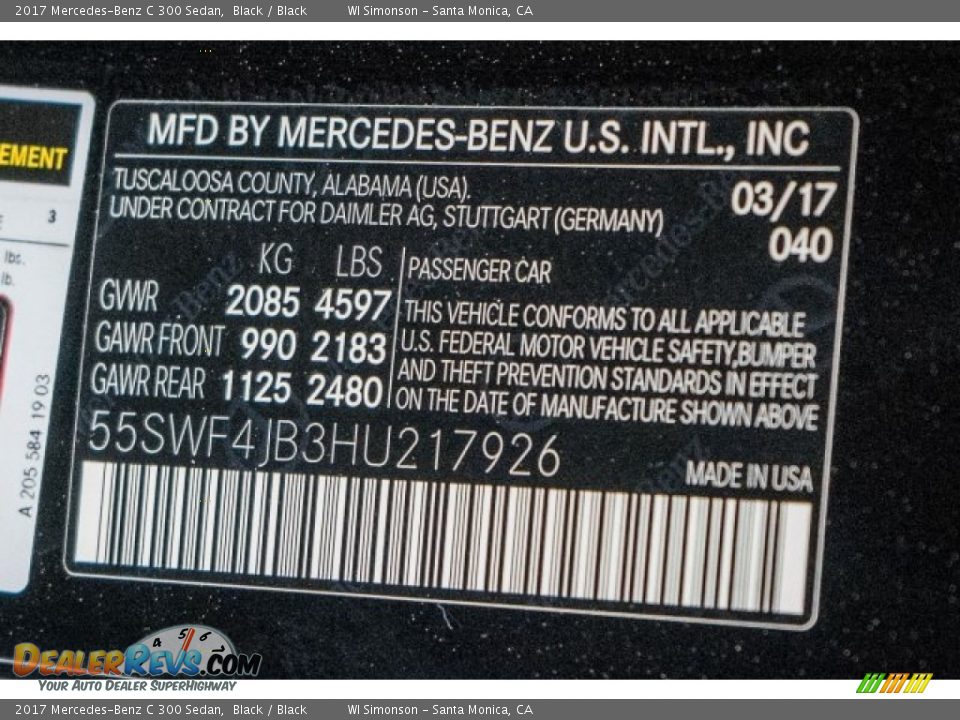 2017 Mercedes-Benz C 300 Sedan, Black / Black WI Simonson - Santa Monica, CA
EMENT
3
lbs.
lb.
A 205 584 19 03
MFD BY MERCEDES-BENZ U.S. INTL., INC
TUSCALOOSA COUNTY, ALABAMA (USA).
UNDER CONTRACT FOR DAIMLER AG, STUTTGART (GERMANY)
03/17
040
KG LBS
GVWR 2085 4597
GAWR FRONT 990 2183
GAWR REAR 1125 2480
PASSENGER CAR
THIS VEHICLE CONFORMS TO ALL APPLICABLE
U.S. FEDERAL MOTOR VEHICLE SAFETY,BUMPER
AND THEFT PREVENTION STANDARDS IN EFFECT
ON THE DATE OF MANUFACTURE SHOWN ABOVE
55SWF4JB3HU217926
MADE IN USA
4 5 6
DealerRevs.com
Your Auto Dealer SuperHighway
2017 Mercedes-Benz C 300 Sedan, Black / Black WI Simonson - Santa Monica, CA